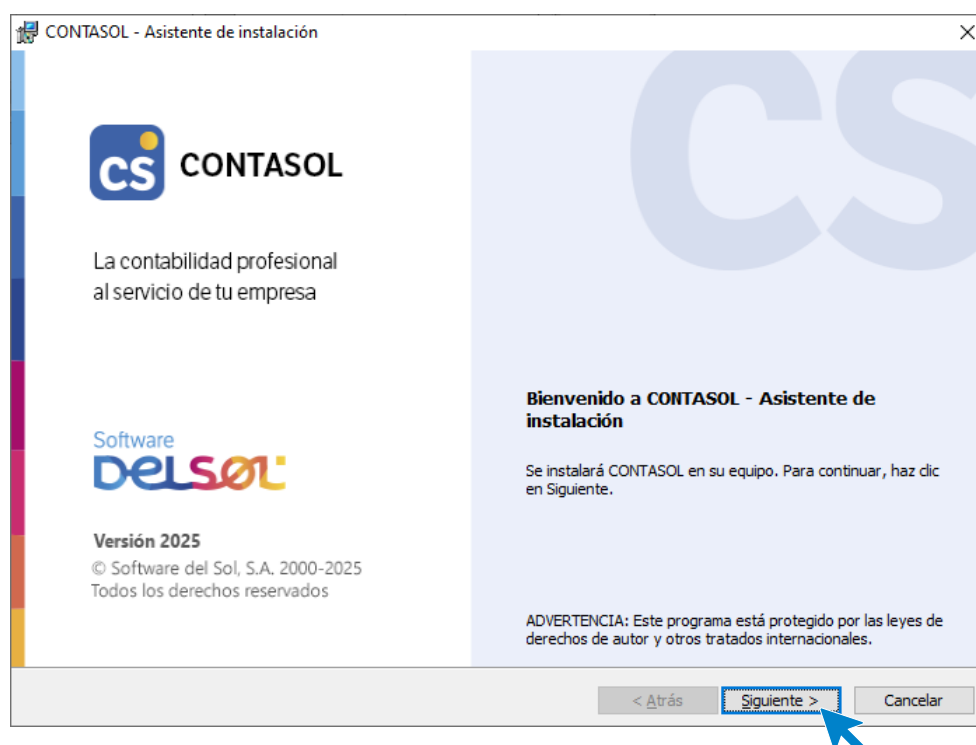 CONTASOL - Asistente de instalación
cs
CS CONTASOL
La contabilidad profesional
al servicio de tu empresa
Bienvenido a CONTASOL - Asistente de
instalación
Se instalará CONTASOL en su equipo. Para continuar, haz clic
en Siguiente.
Software
DELSOL
Versión 2025
© Software del Sol, S.A. 2000-2025
Todos los derechos reservados
ADVERTENCIA: Este programa está protegido por las leyes de
derechos de autor y otros tratados internacionales.
< Atrás Siguiente > Cancelar